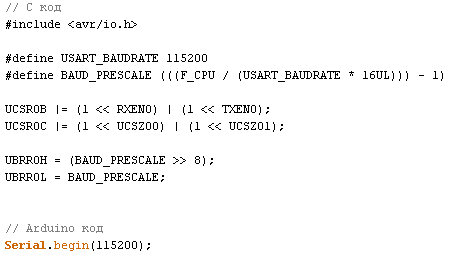 // C код
#include <avr/io.h>
#define USART_BAUDRATE 115200
#define BAUD_PRESCALE (((F_CPU / (USART_BAUDRATE * 16UL))) - 1)
UCSR0B |= (1 << RXEN0) | (1 << TXEN0);
UCSR0C |= (1 << UCSZ00) | (1 << UCSZ01);
UBRR0H = (BAUD_PRESCALE >> 8);
UBRR0L = BAUD_PRESCALE;
// Arduino код
Serial.begin(115200);